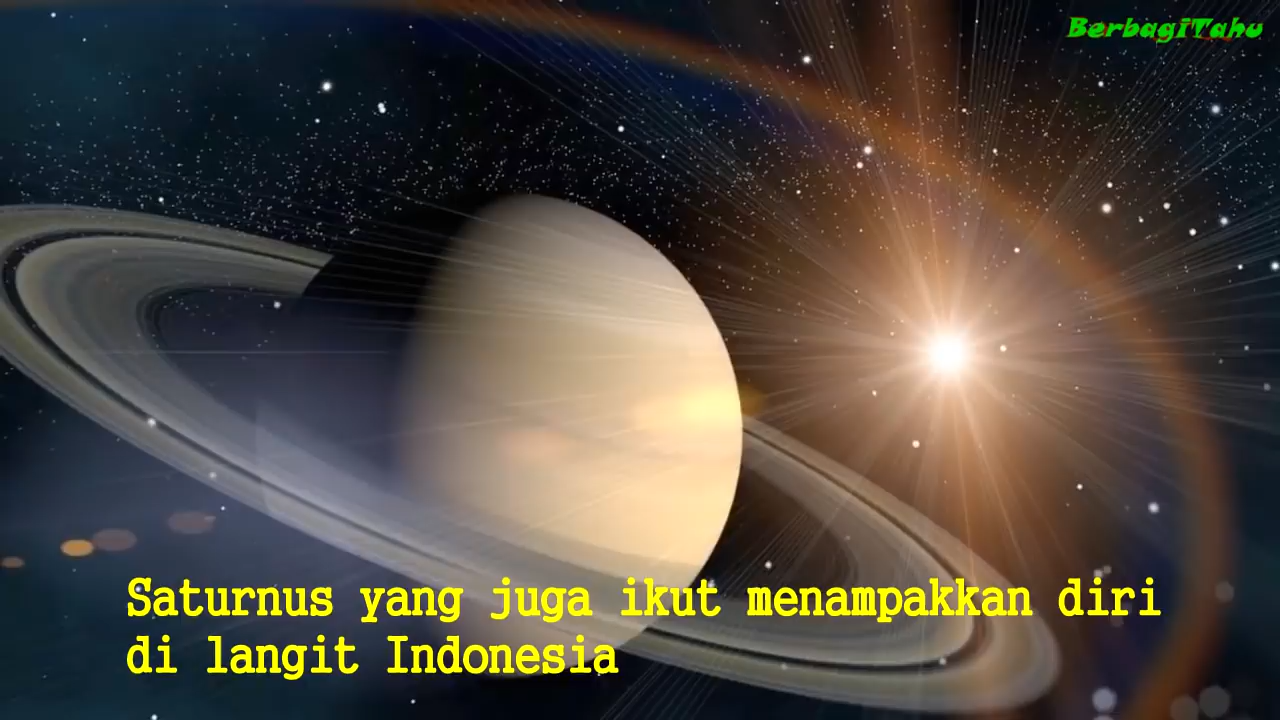 BerbagiTahu
Saturnus yang juga ikut menampakkan diri
di langit Indonesia